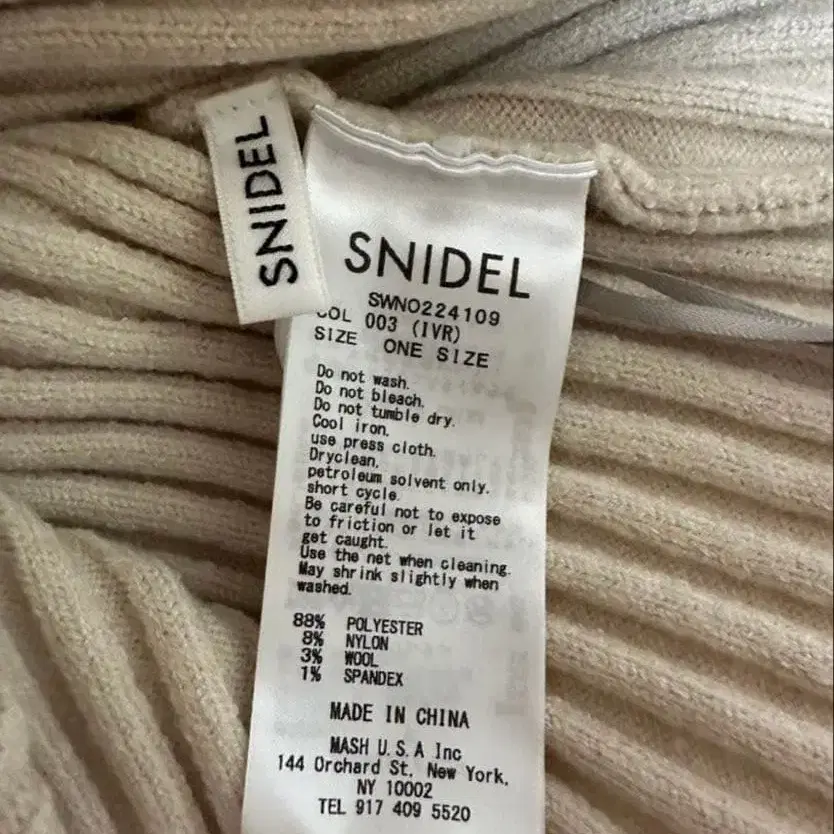 SNIDEL
SNIDEL
SWNO224109
COL 003 (IVR)
SIZE ONE SIZE
Do not wash.
Do not bleach.
Do not tumble dry.
Cool iron.
use press cloth.
Dryclean.
petroleum solvent only.
short cycle.
Be careful not to expose
to friction or let it
get caught.
Use the net when cleaning.
May shrink slightly when
washed.
88% POLYESTER
8% NYLON
3% WOOL
1% SPANDEX
MADE IN CHINA
MASH U.S.A Inc
144 Orchard St. New York,
NY 10002
TEL 917 409 5520